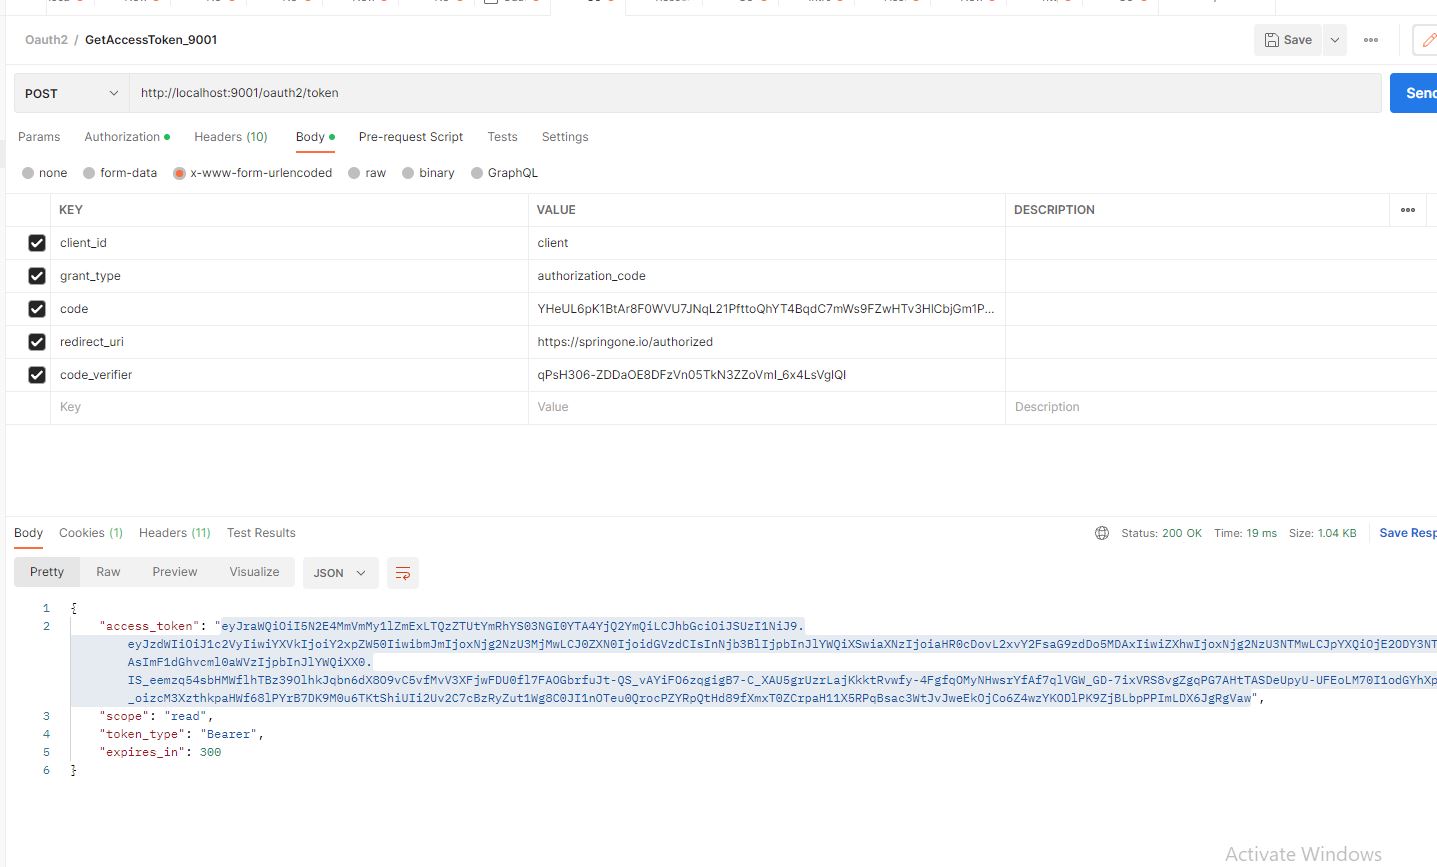 Oauth2 / GetAccessToken_9001
Save
POST
http://localhost:9001/oauth2/token
Send
Params Authorization Headers (10) Body Pre-request Script Tests Settings
none form-data x-www-form-urlencoded raw binary GraphQL
KEY VALUE DESCRIPTION
client_id client
grant_type authorization_code
code YHeUL6pK1BtAr8F0WVU7JNqL21PfttoQhYT4BqdC7mWs9FZwHTv3HlCbjGm1P...
redirect_uri https://springone.io/authorized
code_verifier qPsH306-ZDDaOE8DFzVn05TkN3ZZoVmI_6x4LsVglQI
Key Value Description
Body Cookies (1) Headers (11) Test Results
Status: 200 OK Time: 19 ms Size: 1.04 KB Save Resp
Pretty Raw Preview Visualize JSON
1 {
2 "access_token": "eyJraWQiOiI5N2E4MmVmMy1lZmExLTQzZTUtYmRhYS03NGI0YTA4YjQ2YmQiLCJhbGciOiJSUzI1NiJ9.
eyJzdWIiOiJ1c2VyIiwiYXVkIjoiY2xpZW50IiwibmJmIjoxNjg2NzU3MjMwLCJ0ZXN0IjoidGVzdCIsInNjb3BlIjpbInJlYWQiXSwiaXNzIjoiaHR0cDovL2xvY2FsaG9zdDo5MDAxIiwiZXhwIjoxNjg2NzU3NTMwLCJpYXQiOjE2ODY3NT
AsImF1dGhvcml0aWVzIjpbInJlYWQiXX0.
IS_eemzq54sbHMWflhTBz39OlhkJqbn6dX8O9vC5vfMvV3XFjwFDU0fl7FAOGbrfuJt-QS_vAYiFO6zqgigB7-C_XAU5grUzrLajKkktRvwfy-4FgfqOMyNHwsrYfAf7qlVGW_GD-7ixVRS8vgZgqPG7AHtTASDeUpyU-UFEoLM70I1odGYhXp
_oizcM3XzthkpaHWf68lPYrB7DK9M0u6TKtShiUIi2Uv2C7cBzRyZut1Wg8C0JI1nOTeu0QrocPZYRpQtHd89fXmxT0ZCrpaH11X5RPqBsac3WtJvJweEkOjCo6Z4wzYKODlPK9ZjBLbpPPImLDX6JgRgVaw",
3 "scope": "read",
4 "token_type": "Bearer",
5 "expires_in": 300
6 }
Activate Windows